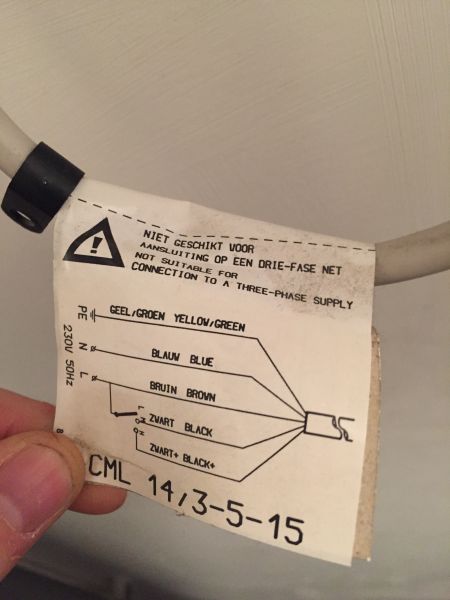 NIET GESCHIKT VOOR
AANSLUITING OP EEN DRIE-FASE NET
NOT SUITABLE FOR
CONNECTION TO A THREE-PHASE SUPPLY
PE GEEL/GROEN YELLOW/GREEN
N BLAUW BLUE
L BRUIN BROWN
L ZWART BLACK
H ZWART+ BLACK+
230V 50Hz
8
CML 14,3-5-15